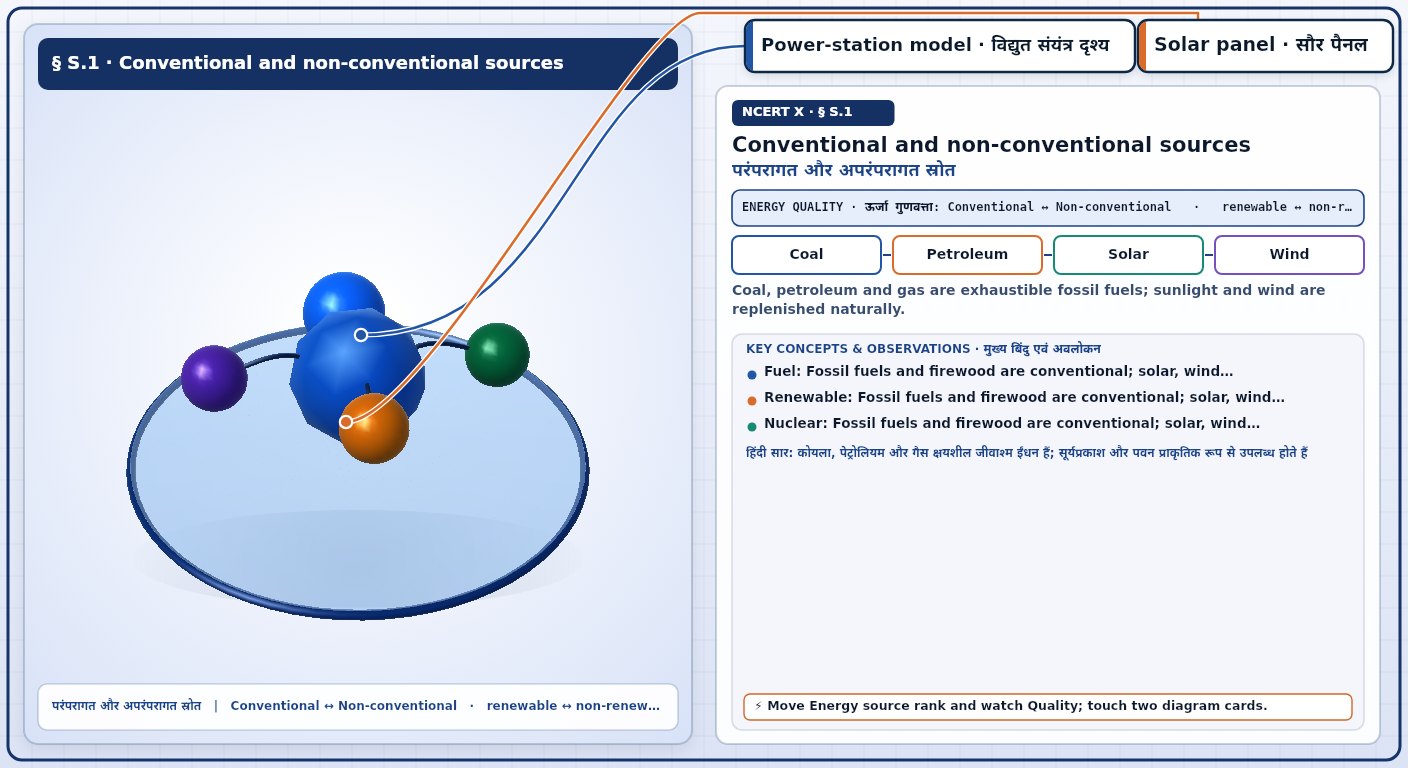 § S.1 · Conventional and non-conventional sources
Power-station model · विद्युत संयंत्र दृश्य
Solar panel · सौर पैनल
NCERT X · § S.1
Conventional and non-conventional sources
परंपरागत और अपरंपरागत स्रोत
ENERGY QUALITY · ऊर्जा गुणवत्ता: Conventional ↔ Non-conventional · renewable ↔ non-r…
Coal
Petroleum
Solar
Wind
Coal, petroleum and gas are exhaustible fossil fuels; sunlight and wind are
replenished naturally.
KEY CONCEPTS & OBSERVATIONS · मुख्य बिंदु एवं अवलोकन
Fuel: Fossil fuels and firewood are conventional; solar, wind…
Renewable: Fossil fuels and firewood are conventional; solar, wind…
Nuclear: Fossil fuels and firewood are conventional; solar, wind…
हिंदी सार: कोयला, पेट्रोलियम और गैस क्षयशील जीवाश्म ईंधन हैं; सूर्यप्रकाश और पवन प्राकृतिक रूप से उपलब्ध होते हैं
⚡ Move Energy source rank and watch Quality; touch two diagram cards.
परंपरागत और अपरंपरागत स्रोत | Conventional ↔ Non-conventional · renewable ↔ non-renew…